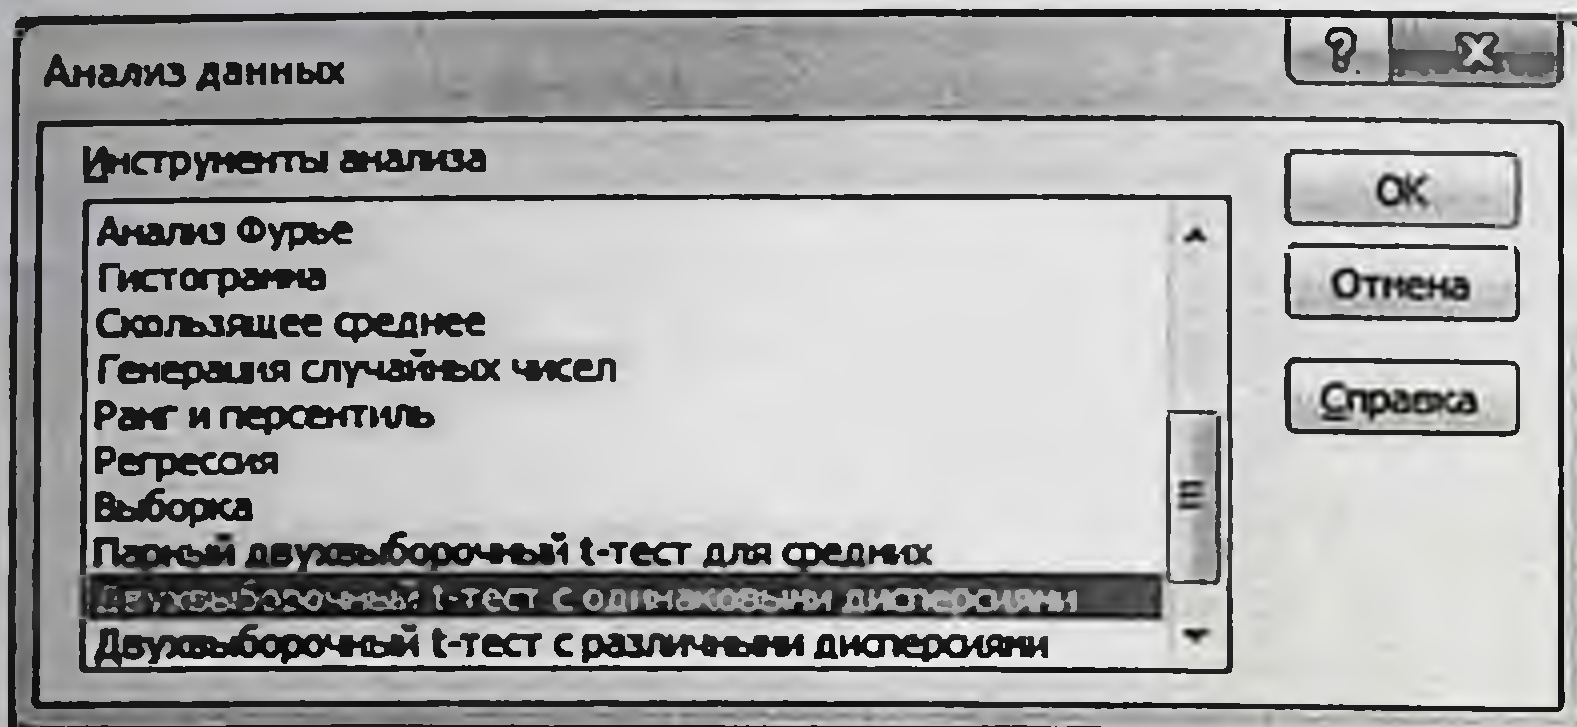 Анализ данных
Инструменты анализа
Анализ Фурье
Гистограмма
Скользящее среднее
Генерация случайных чисел
Ранг и персентиль
Регрессия
Выборка
Парный двухвыборочный t-тест для средних
Двухвыборочный t-тест с одинаковыми дисперсиями
Двухвыборочный t-тест с различными дисперсиями
OK
Отмена
Справка